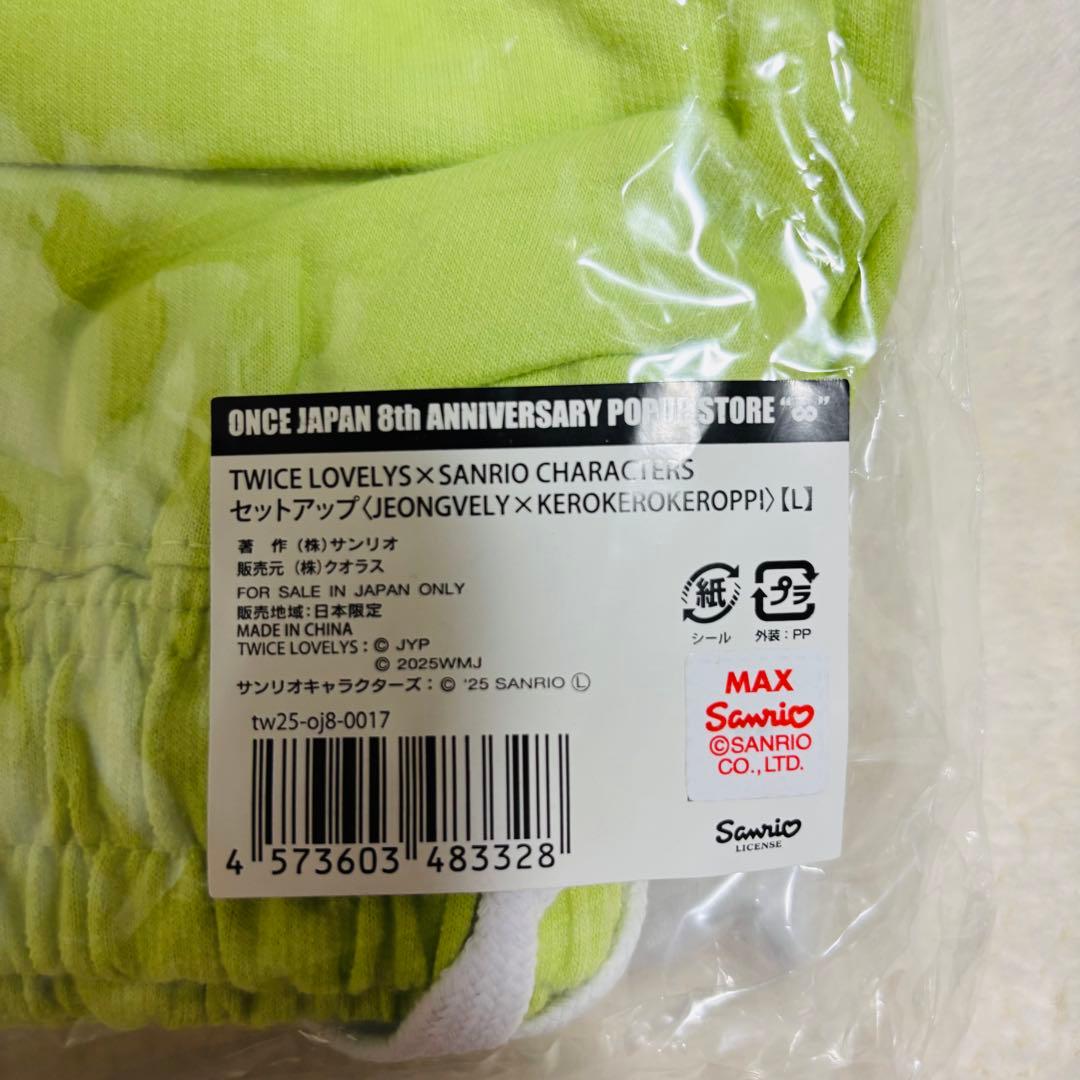 ONCE JAPAN 8th ANNIVERSARY POPUP STORE "8"
TWICE LOVELYS×SANRIO CHARACTERS
セットアップ〈JEONGVELY×KEROKEROKEROPPI〉【L】
著 作 (株)サンリオ
販売元 (株)クオラス
FOR SALE IN JAPAN ONLY
販売地域:日本限定
MADE IN CHINA
TWICE LOVELYS:© JYP
© 2025WMJ
サンリオキャラクターズ:© '25 SANRIO Ⓛ
紙
シール
プラ
外装:PP
MAX
Sanrio
©SANRIO
CO.,LTD.
tw25-oj8-0017
4 573603 483328
Sanrio
LICENSE